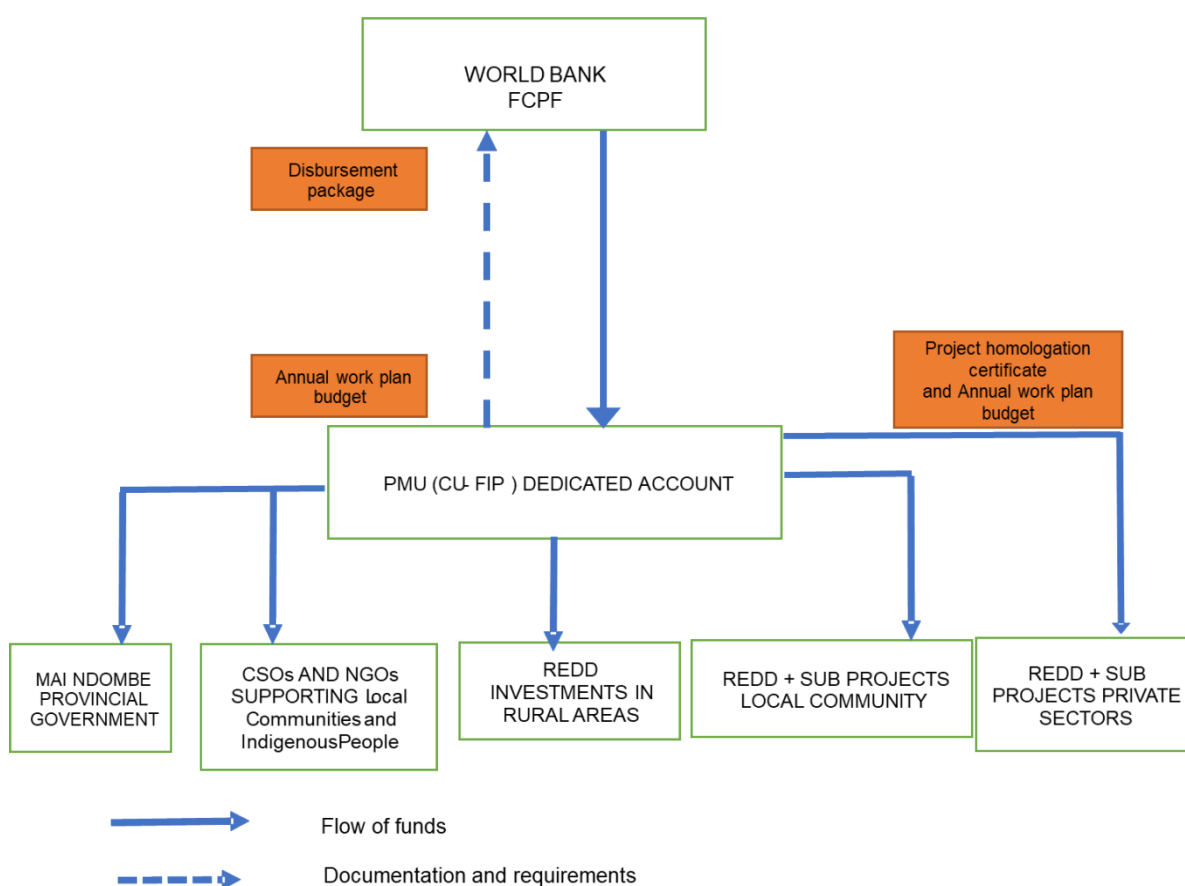 WORLD BANK
FCPF
Disbursement
package
Annual work plan
budget
Project homologation
certificate
and Annual work plan
budget
PMU (CU- FIP ) DEDICATED ACCOUNT
MAI NDOMBE
PROVINCIAL
GOVERNMENT
CSOs AND NGOs
SUPPORTING Local
Communities and
IndigenousPeople
REDD
INVESTMENTS IN
RURAL AREAS
REDD + SUB PROJECTS
LOCAL COMMUNITY
REDD + SUB
PROJECTS PRIVATE
SECTORS
Flow of funds
Documentation and requirements